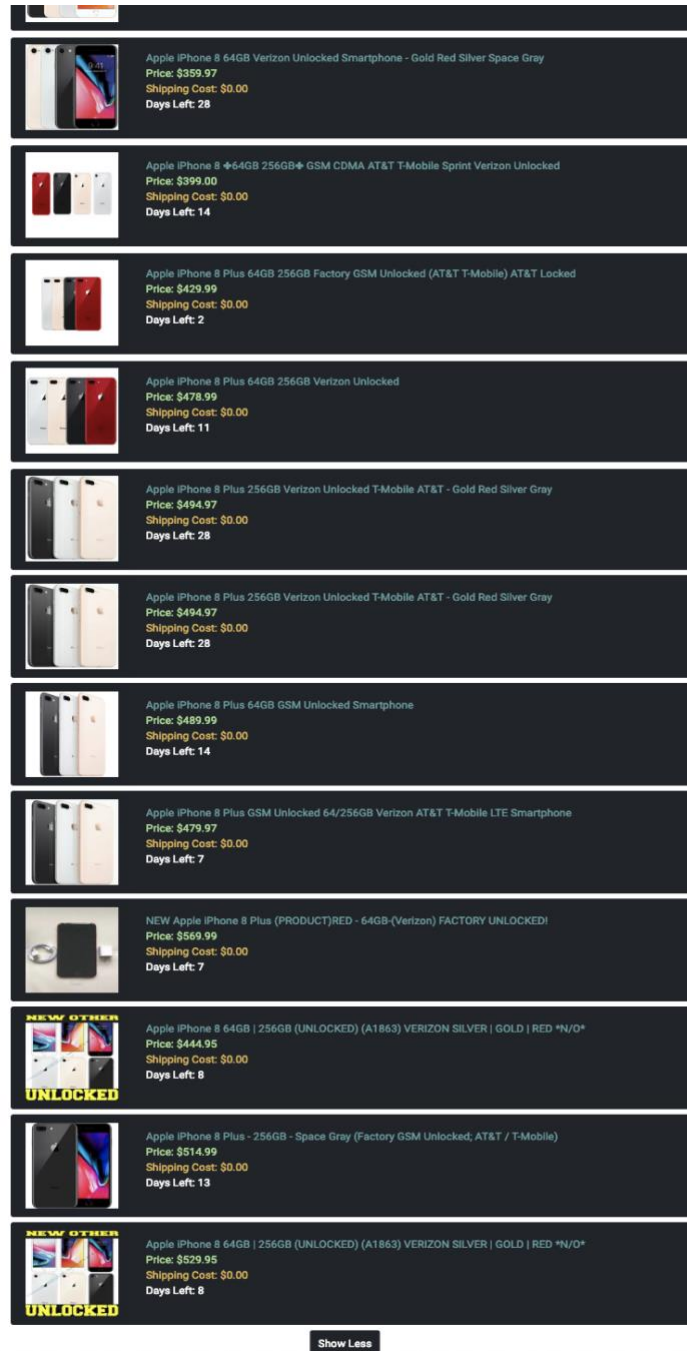 Apple iPhone 8 64GB Verizon Unlocked Smartphone - Gold Red Silver Space Gray
Price: $359.97
Shipping Cost: $0.00
Days Left: 28
Apple iPhone 8 ✤64GB 256GB✤ GSM CDMA AT&T T-Mobile Sprint Verizon Unlocked
Price: $399.00
Shipping Cost: $0.00
Days Left: 14
Apple iPhone 8 Plus 64GB 256GB Factory GSM Unlocked (AT&T T-Mobile) AT&T Locked
Price: $429.99
Shipping Cost: $0.00
Days Left: 2
Apple iPhone 8 Plus 64GB 256GB Verizon Unlocked
Price: $478.99
Shipping Cost: $0.00
Days Left: 11
Apple iPhone 8 Plus 256GB Verizon Unlocked T-Mobile AT&T - Gold Red Silver Gray
Price: $494.97
Shipping Cost: $0.00
Days Left: 28
Apple iPhone 8 Plus 256GB Verizon Unlocked T-Mobile AT&T - Gold Red Silver Gray
Price: $494.97
Shipping Cost: $0.00
Days Left: 28
Apple iPhone 8 Plus 64GB GSM Unlocked Smartphone
Price: $489.99
Shipping Cost: $0.00
Days Left: 14
Apple iPhone 8 Plus GSM Unlocked 64/256GB Verizon AT&T T-Mobile LTE Smartphone
Price: $479.97
Shipping Cost: $0.00
Days Left: 7
NEW Apple iPhone 8 Plus (PRODUCT)RED - 64GB-(Verizon) FACTORY UNLOCKED!
Price: $569.99
Shipping Cost: $0.00
Days Left: 7
NEW OTHER
UNLOCKED
Apple iPhone 8 64GB | 256GB (UNLOCKED) (A1863) VERIZON SILVER | GOLD | RED *N/O*
Price: $444.95
Shipping Cost: $0.00
Days Left: 8
Apple iPhone 8 Plus - 256GB - Space Gray (Factory GSM Unlocked; AT&T / T-Mobile)
Price: $514.99
Shipping Cost: $0.00
Days Left: 13
NEW OTHER
UNLOCKED
Apple iPhone 8 64GB | 256GB (UNLOCKED) (A1863) VERIZON SILVER | GOLD | RED *N/O*
Price: $529.95
Shipping Cost: $0.00
Days Left: 8
Show Less